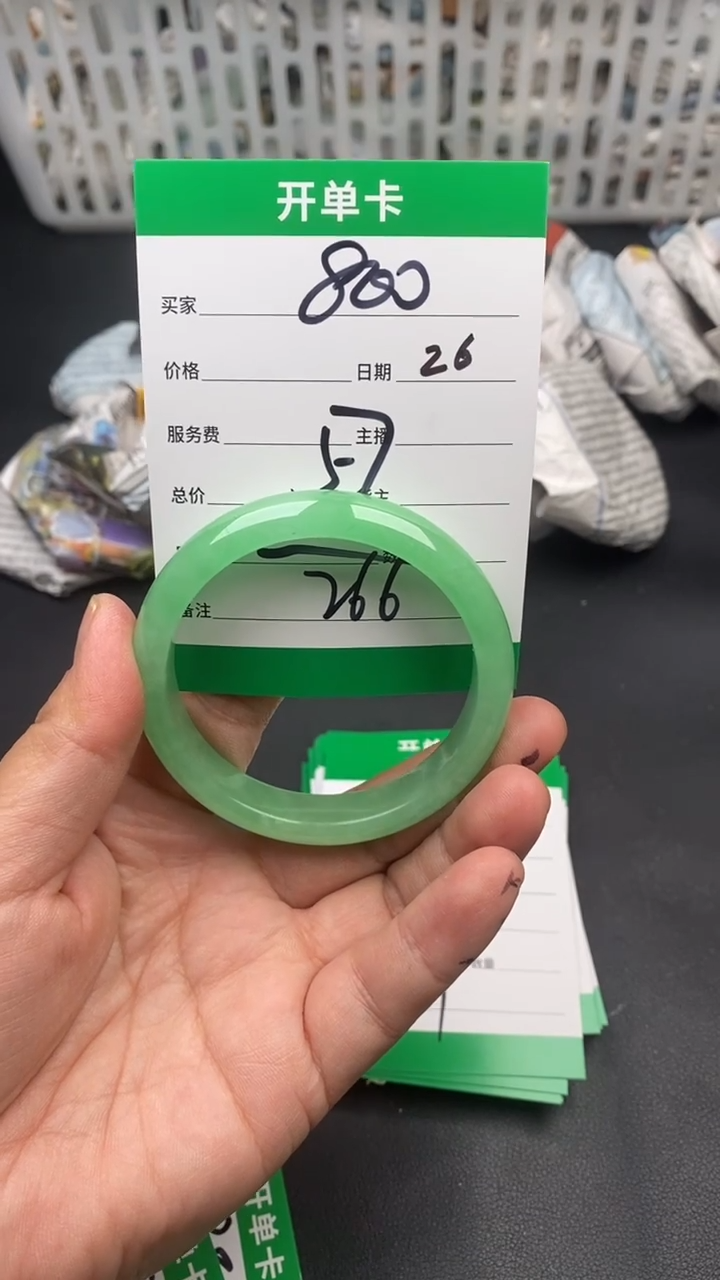 开单卡
800
买家
价格 日期 26
服务费 主播
57
总价
266
备注
开单卡